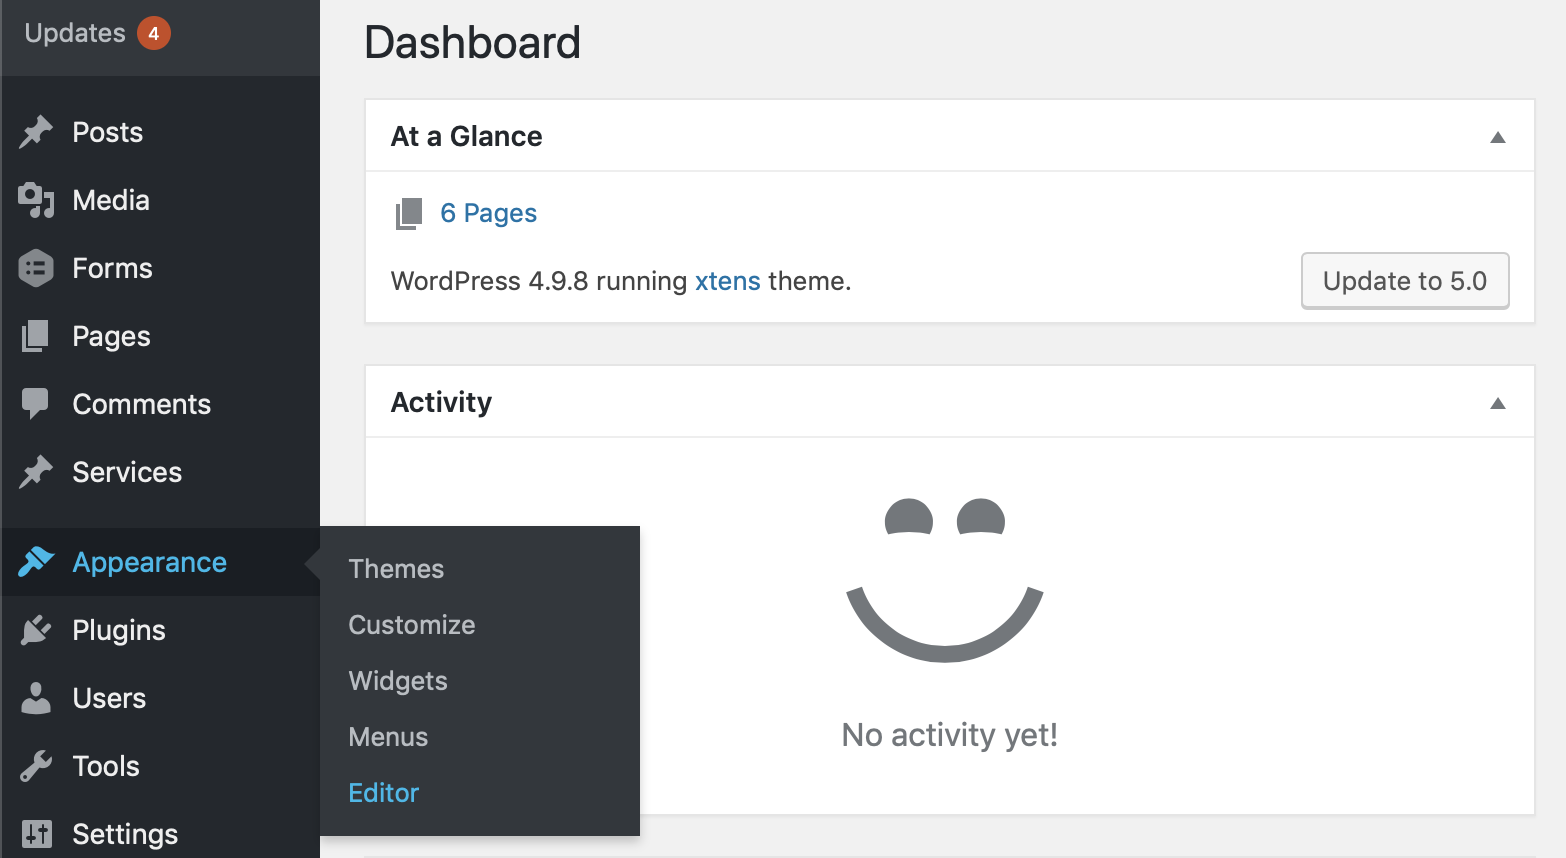 Updates 4
Posts
Media
Forms
Pages
Comments
Services
Appearance
Plugins
Users
Tools
Settings
Themes
Customize
Widgets
Menus
Editor
Dashboard
At a Glance
6 Pages
WordPress 4.9.8 running xtens theme.
Update to 5.0
Activity
No activity yet!